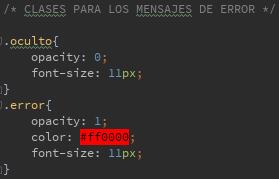 /* CLASES PARA LOS MENSAJES DE ERROR */
.oculto{
opacity: 0;
font-size: 11px;
}
.error{
opacity: 1;
color: #ff0000;
font-size: 11px;
}